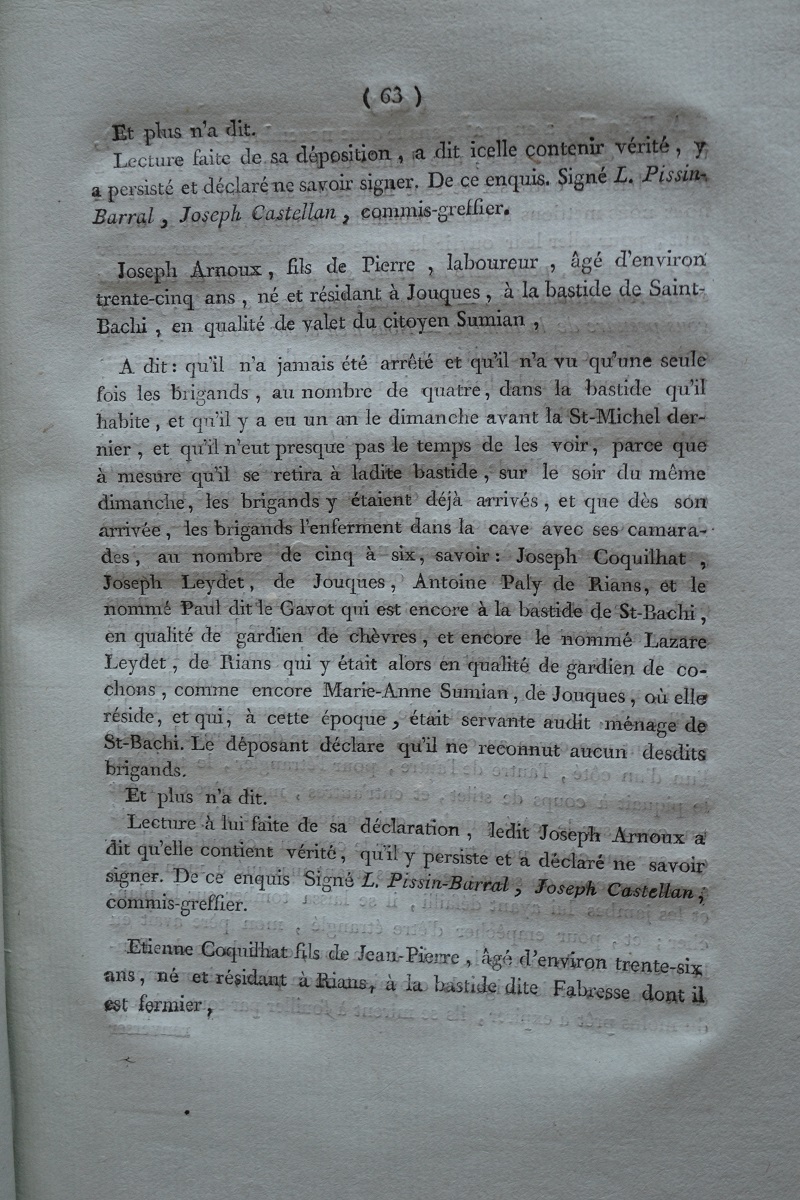 ( 63 )
Et plus n'a dit.
Lecture faite de sa déposition , a dit icelle contenir vérité , y
a persisté et déclaré ne savoir signer. De ce enquis. Signé L. Pissin-
Barral , Joseph Castellan , commis-greffier.
Joseph Arnoux , fils de Pierre , laboureur , âgé d'environ
trente-cinq ans , né et résidant à Jouques , à la bastide de Saint-
Bachi , en qualité de valet du citoyen Sumian ,
A dit : qu'il n'a jamais été arrêté et qu'il n'a vu qu'une seule
fois les brigands , au nombre de quatre , dans la bastide qu'il
habite , et qu'il y a eu un an le dimanche avant la St-Michel der-
nier , et qu'il n'eut presque pas le temps de les voir , parce que
à mesure qu'il se retira à ladite bastide , sur le soir du même
dimanche , les brigands y étaient déjà arrivés , et que dès son
arrivée , les brigands l'enferment dans la cave avec ses camara-
des , au nombre de cinq à six , savoir : Joseph Coquilhat ,
Joseph Leydet , de Jouques , Antoine Paly de Rians , et le
nommé Paul dit le Gavot qui est encore à la bastide de St-Bachi ,
en qualité de gardien de chèvres , et encore le nommé Lazare
Leydet , de Rians qui y était alors en qualité de gardien de co-
chons , comme encore Marie-Anne Sumian , de Jouques , où elle
réside , et qui , à cette époque , était servante audit ménage de
St-Bachi. Le déposant déclare qu'il ne reconnut aucun desdits
brigands.
Et plus n'a dit.
Lecture à lui faite de sa déclaration , ledit Joseph Arnoux a
dit qu'elle contient vérité , qu'il y persiste et a déclaré ne savoir
signer. De ce enquis Signé L. Pissin-Barral , Joseph Castellan ,
commis-greffier.
Etienne Coquilhat fils de Jean-Pierre , âgé d'environ trente-six
ans , né et résidant à Rians , à la bastide dite Fabresse dont il
est fermier ,